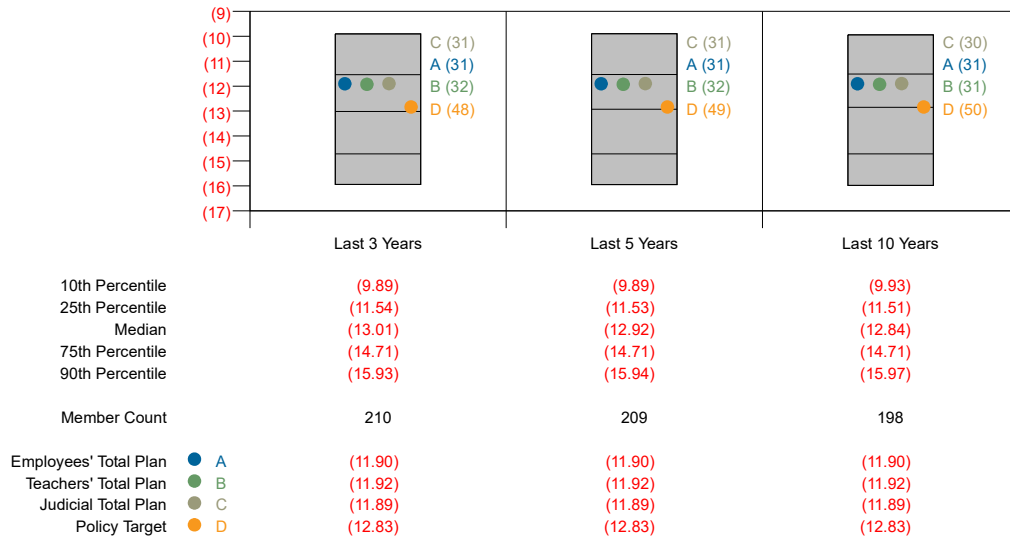 (9)
(10)
(11)
(12)
(13)
(14)
(15)
(16)
(17)
C (31)
A (31)
B (32)
D (48)
C (31)
A (31)
B (32)
D (49)
C (30)
A (31)
B (31)
D (50)
Last 3 Years Last 5 Years Last 10 Years
10th Percentile (9.89) (9.89) (9.93)
25th Percentile (11.54) (11.53) (11.51)
Median (13.01) (12.92) (12.84)
75th Percentile (14.71) (14.71) (14.71)
90th Percentile (15.93) (15.94) (15.97)
Member Count 210 209 198
Employees' Total Plan A (11.90) (11.90) (11.90)
Teachers' Total Plan B (11.92) (11.92) (11.92)
Judicial Total Plan C (11.89) (11.89) (11.89)
Policy Target D (12.83) (12.83) (12.83)